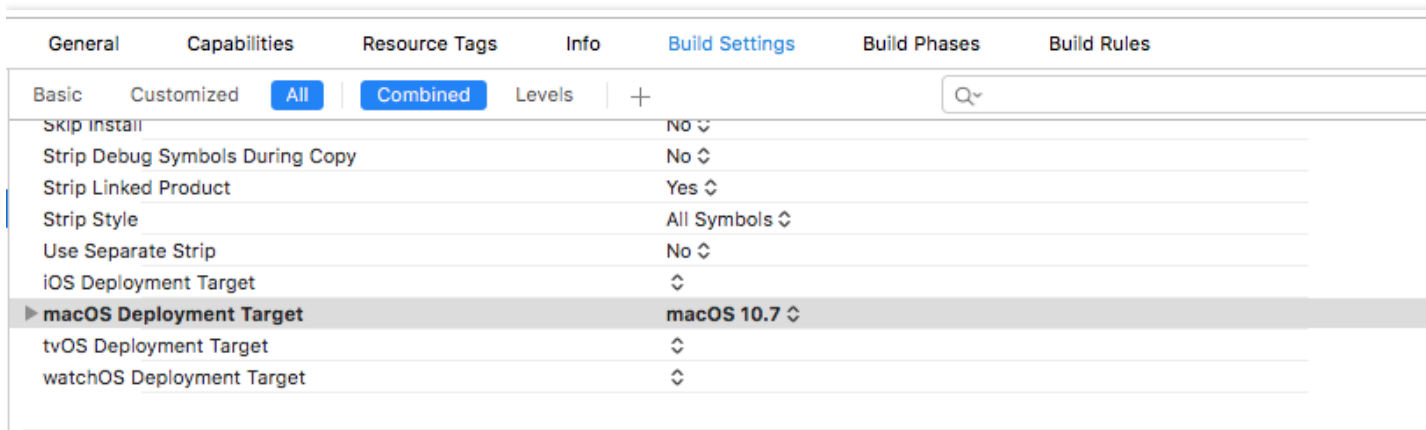 General Capabilities Resource Tags Info Build Settings Build Phases Build Rules
Basic Customized All Combined Levels +
Skip Install No
Strip Debug Symbols During Copy No
Strip Linked Product Yes
Strip Style All Symbols
Use Separate Strip No
iOS Deployment Target
macOS Deployment Target macOS 10.7
tvOS Deployment Target
watchOS Deployment Target